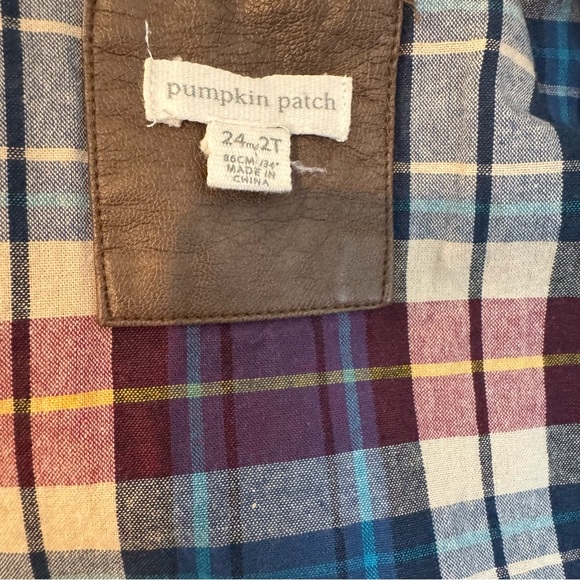 pumpkin patch
24m/2T
86CM/34"
MADE IN
CHINA